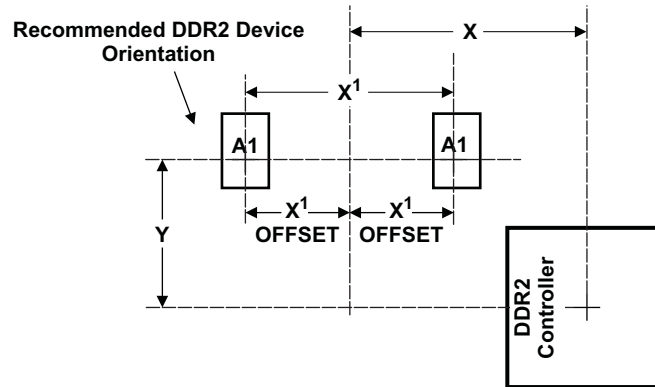 Recommended DDR2 Device
Orientation
X
X1
A1
A1
X1
X1
OFFSET
OFFSET
Y
DDR2
Controller